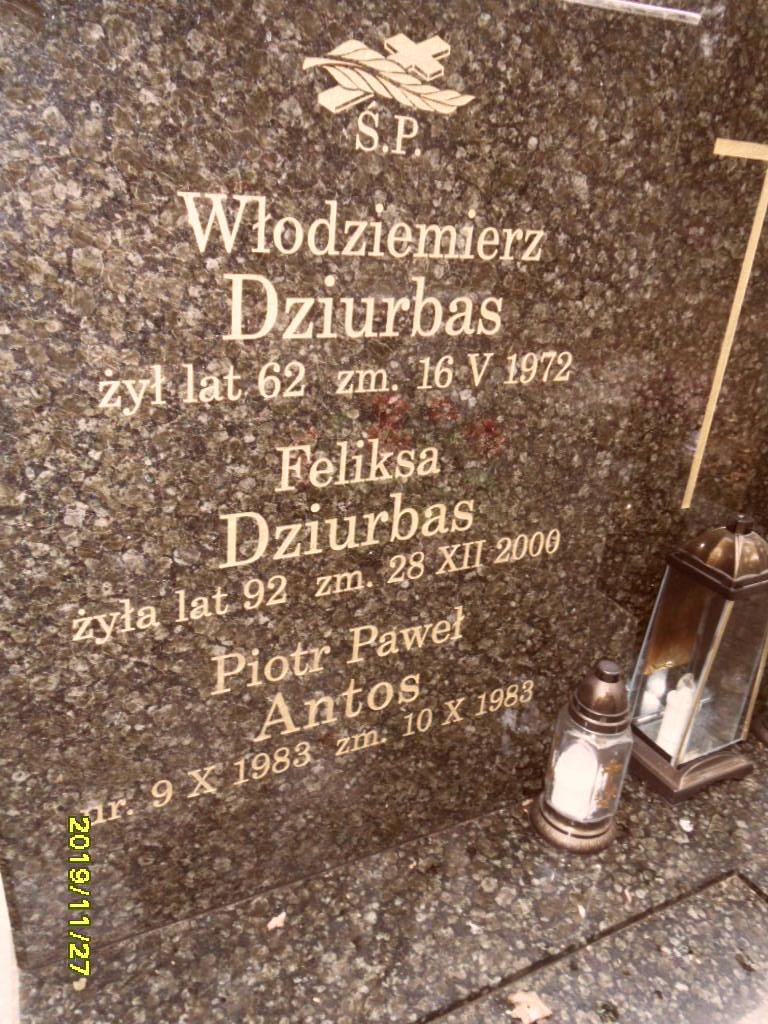 Ś.P.
Włodziemierz
Dziurbas
żył lat 62 zm. 16 V 1972
Feliksa
Dziurbas
żyła lat 92 zm. 28 XII 2000
Piotr Paweł
Antos
ur. 9 X 1983 zm. 10 X 1983
2019/11/27